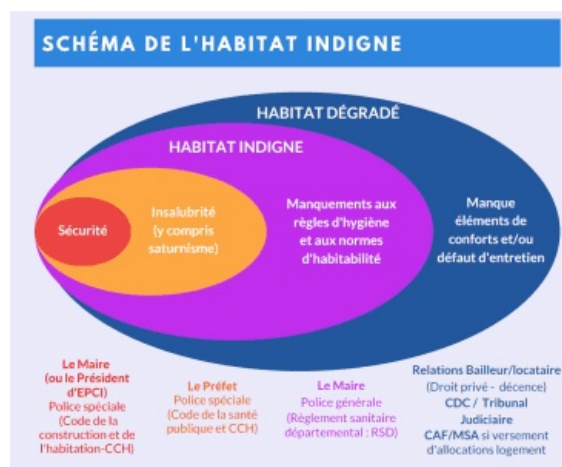 SCHÉMA DE L'HABITAT INDIGNE
HABITAT DÉGRADÉ
HABITAT INDIGNE
Sécurité
Insalubrité
(y compris
saturnisme)
Manquements aux
règles d'hygiène
et aux normes
d'habitabilité
Manque
éléments de
conforts et/ou
défaut d'entretien
Le Maire
(ou le Président
d'EPCI)
Police spéciale
(Code de la
construction et de
l'habitation-CCH)
Le Préfet
Police spéciale
(Code de la santé
publique et CCH)
Le Maire
Police générale
(Règlement sanitaire
départemental : RSD)
Relations Bailleur/locataire
(Droit privé - décence)
CDC / Tribunal
Judiciaire
CAF/MSA si versement
d'allocations logement